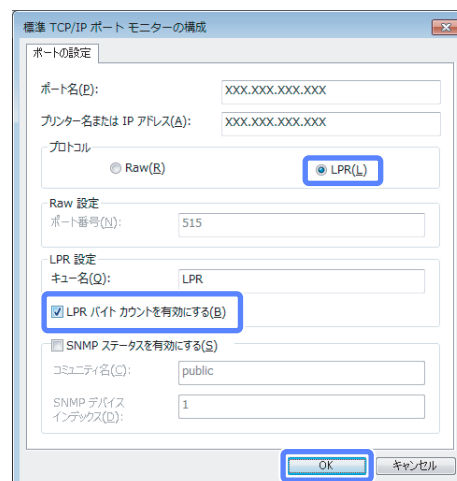 標準 TCP/IP ポート モニターの構成
ポートの設定
ポート名(P): XXX.XXX.XXX.XXX
プリンター名または IP アドレス(A): XXX.XXX.XXX.XXX
プロトコル
Raw(R) LPR(L)
Raw 設定
ポート番号(N): 515
LPR 設定
キュー名(Q): LPR
LPR バイト カウントを有効にする(B)
SNMP ステータスを有効にする(S)
コミュニティ名(C): public
SNMP デバイス
インデックス(D): 1
OK キャンセル